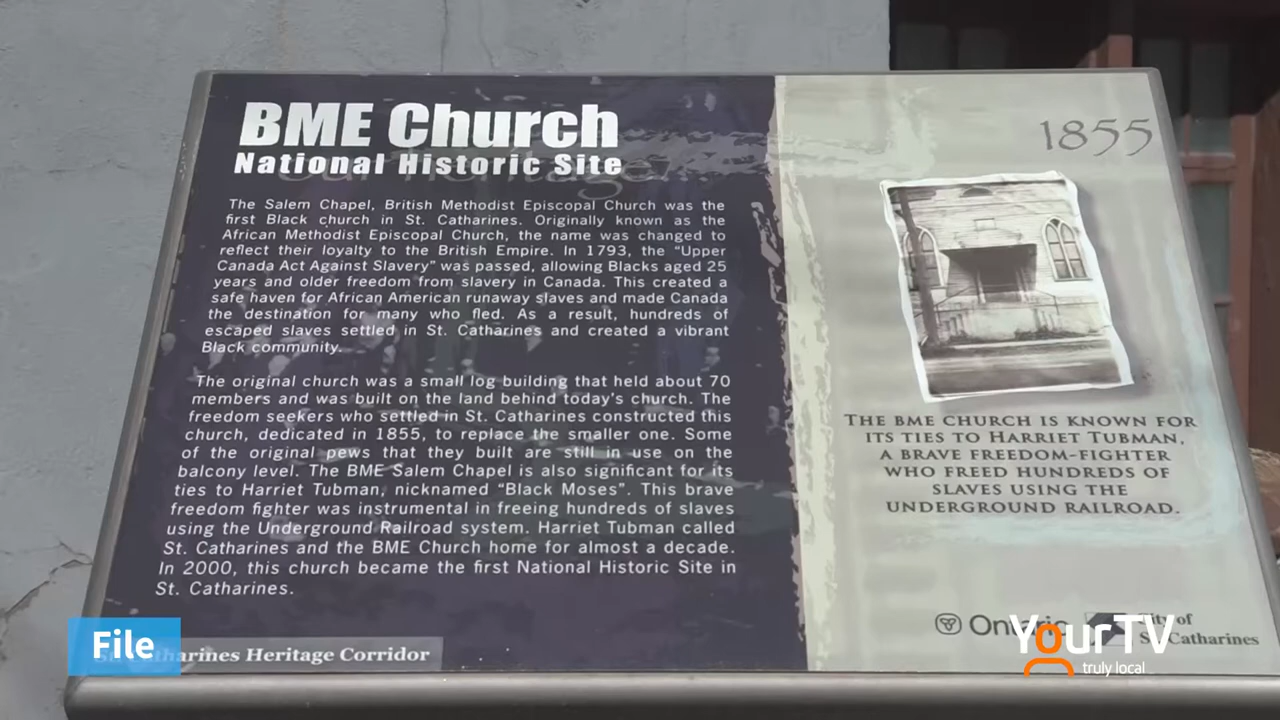 BME Church
National Historic Site
The Salem Chapel, British Methodist Episcopal Church was the
first Black church in St. Catharines. Originally known as the
African Methodist Episcopal Church, the name was changed to
reflect their loyalty to the British Empire. In 1793, the "Upper
Canada Act Against Slavery" was passed, allowing Blacks aged 25
years and older freedom from slavery in Canada. This created a
safe haven for African American runaway slaves and made Canada
the destination for many who fled. As a result, hundreds of
escaped slaves settled in St. Catharines and created a vibrant
Black community.
The original church was a small log building that held about 70
members and was built on the land behind today's church. The
freedom seekers who settled in St. Catharines constructed this
church, dedicated in 1855, to replace the smaller one. Some
of the original pews that they built are still in use on the
balcony level. The BME Salem Chapel is also significant for its
ties to Harriet Tubman, nicknamed "Black Moses". This brave
freedom fighter was instrumental in freeing hundreds of slaves
using the Underground Railroad system. Harriet Tubman called
St. Catharines and the BME Church home for almost a decade.
In 2000, this church became the first National Historic Site in
St. Catharines.
1855
THE BME CHURCH IS KNOWN FOR
ITS TIES TO HARRIET TUBMAN,
A BRAVE FREEDOM-FIGHTER
WHO FREED HUNDREDS OF
SLAVES USING THE
UNDERGROUND RAILROAD.
Ontario
City of
St. Catharines
St. Catharines Heritage Corridor
File
YourTV
truly local